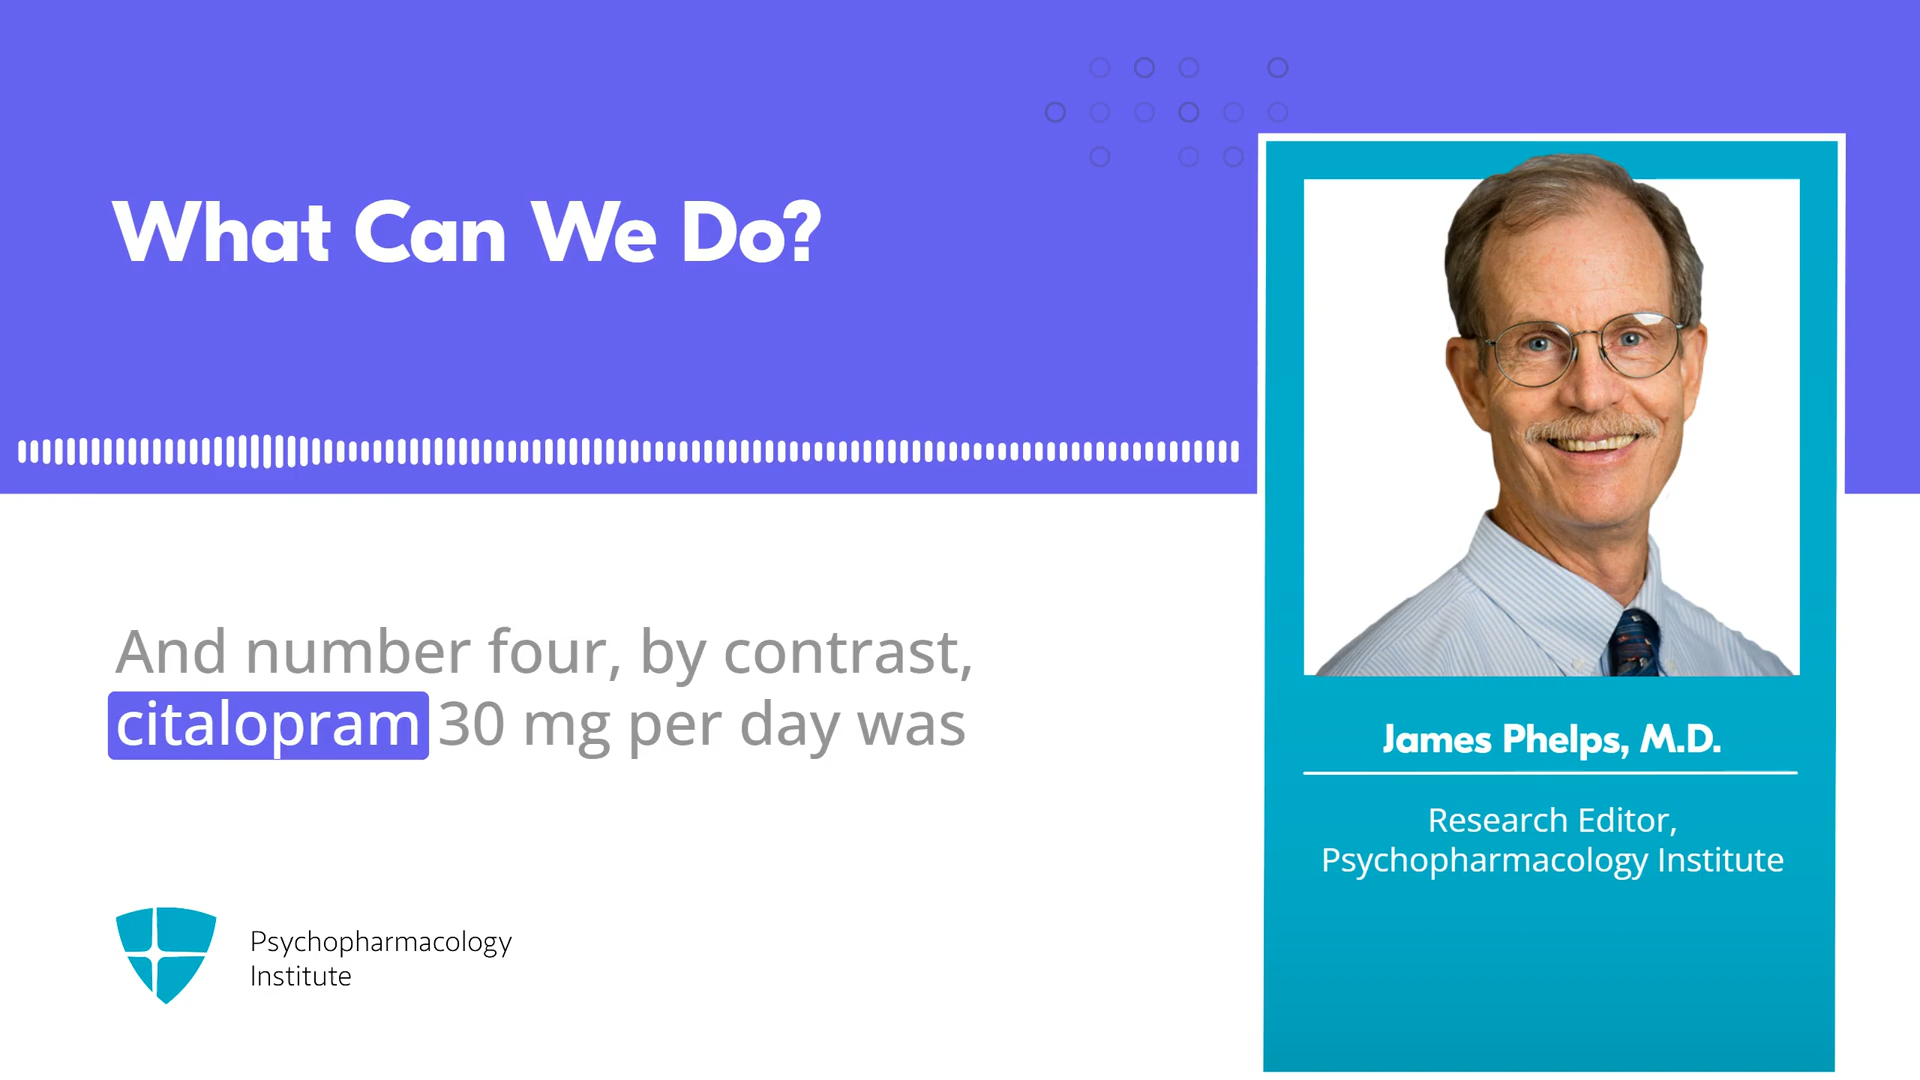 What Can We Do?
And number four, by contrast,
citalopram 30 mg per day was
Psychopharmacology
Institute
James Phelps, M.D.
Research Editor,
Psychopharmacology Institute